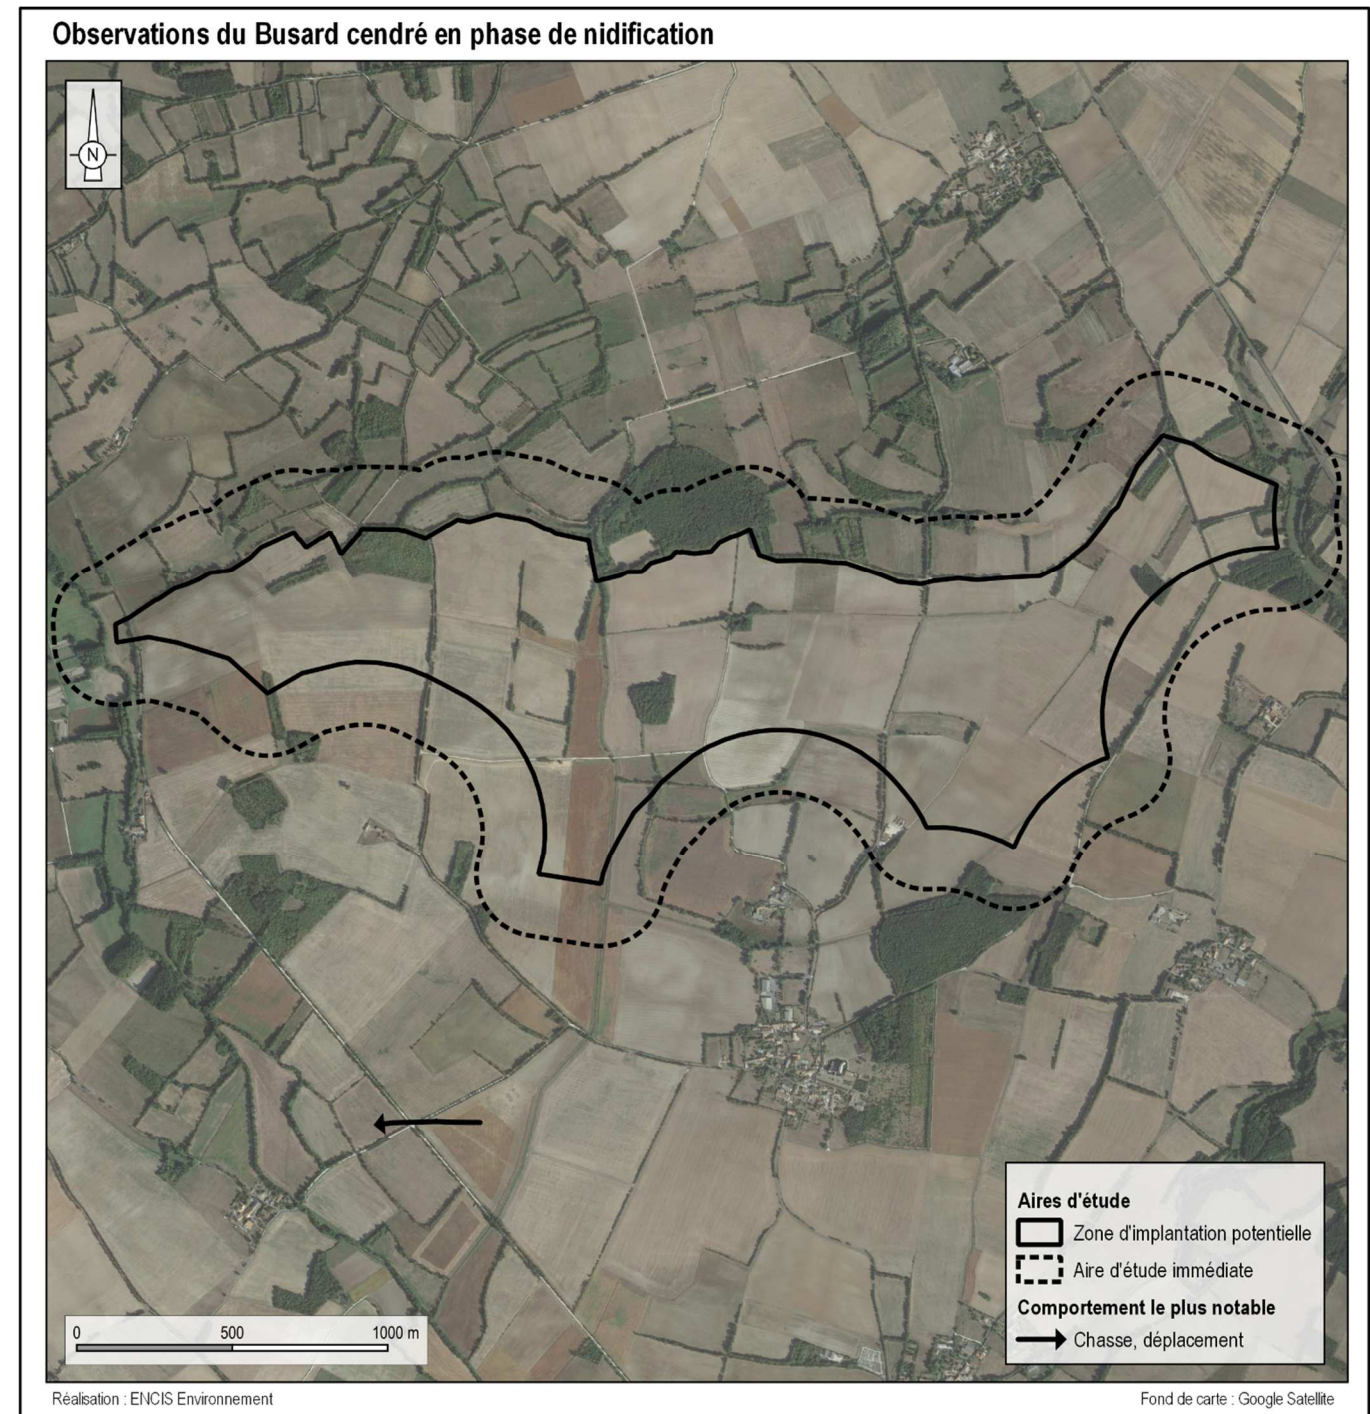 Observations du Busard cendré en phase de nidification
N
Aires d'étude
Zone d'implantation potentielle
Aire d'étude immédiate
Comportement le plus notable
Chasse, déplacement
0 500 1000 m
Réalisation : ENCIS Environnement
Fond de carte : Google Satellite